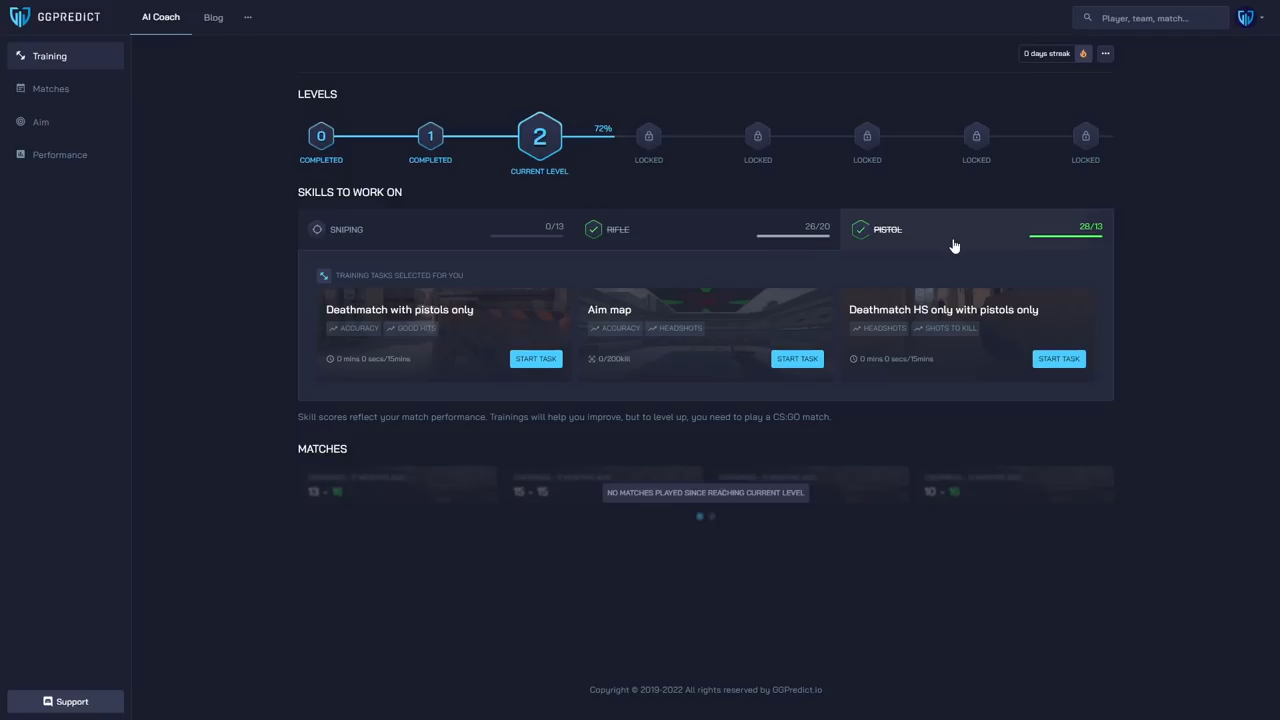 GGPREDICT
AI Coach
Blog
Player, team, match...
Training
Matches
Aim
Performance
0 days streak
LEVELS
0
1
2
72%
COMPLETED
COMPLETED
CURRENT LEVEL
LOCKED
LOCKED
LOCKED
LOCKED
LOCKED
SKILLS TO WORK ON
SNIPING
0/13
RIFLE
26/20
PISTOL
28/13
TRAINING TASKS SELECTED FOR YOU
Deathmatch with pistols only
ACCURACY
GOOD HITS
0 mins 0 secs/15mins
START TASK
Aim map
ACCURACY
HEADSHOTS
0/200kill
START TASK
Deathmatch HS only with pistols only
HEADSHOTS
SHOTS TO KILL
0 mins 0 secs/15mins
START TASK
Skill scores reflect your match performance. Trainings will help you improve, but to level up, you need to play a CS:GO match.
MATCHES
15 - 15
NO MATCHES PLAYED SINCE REACHING CURRENT LEVEL
Support
Copyright © 2019-2022 All rights reserved by GGPredict.io